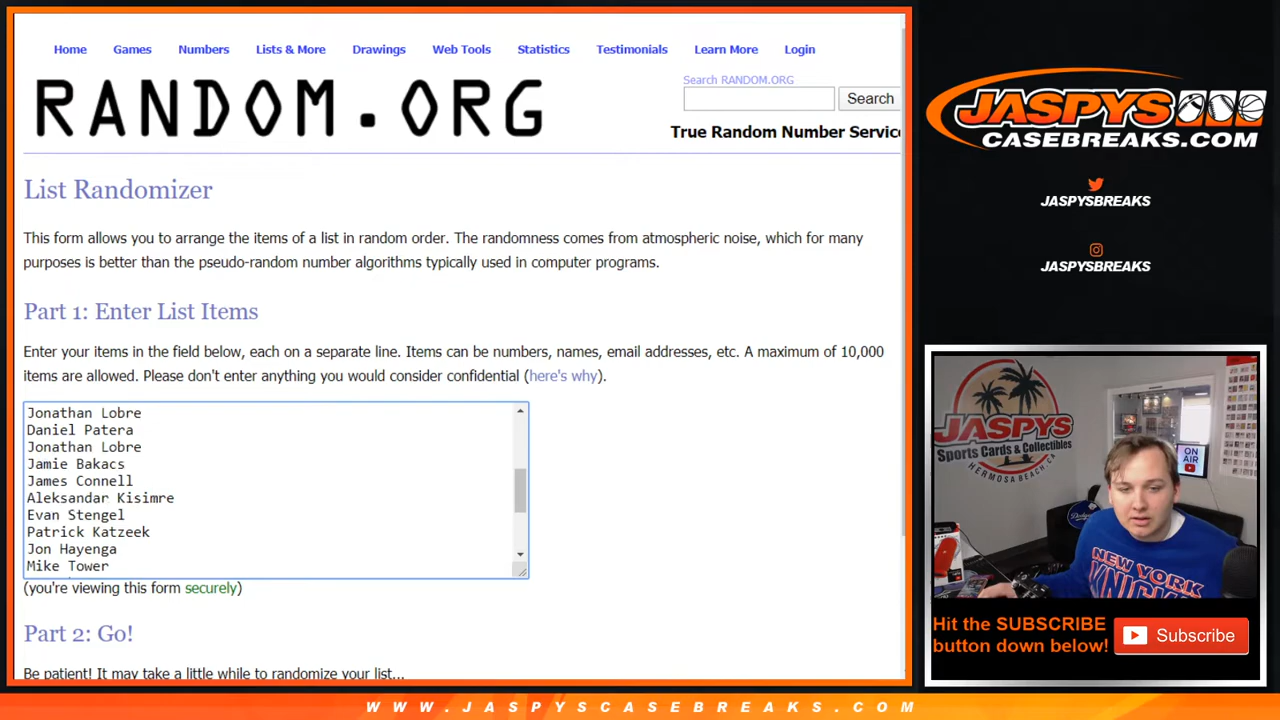 Home Games Numbers Lists & More Drawings Web Tools Statistics Testimonials Learn More Login
RANDOM.ORG
Search RANDOM.ORG
Search
True Random Number Servic
List Randomizer
This form allows you to arrange the items of a list in random order. The randomness comes from atmospheric noise, which for many
purposes is better than the pseudo-random number algorithms typically used in computer programs.
Part 1: Enter List Items
Enter your items in the field below, each on a separate line. Items can be numbers, names, email addresses, etc. A maximum of 10,000
items are allowed. Please don't enter anything you would consider confidential (here's why).
Jonathan Lobre
Daniel Patera
Jonathan Lobre
Jamie Bakacs
James Connell
Aleksandar Kisimre
Evan Stengel
Patrick Katzeek
Jon Hayenga
Mike Tower
(you're viewing this form securely)
Part 2: Go!
Be patient! It may take a little while to randomize your list...
JASPYS
CASEBREAKS.COM
JASPYSBREAKS
JASPYSBREAKS
JASPYS
Sports Cards & Collectibles
HERMOSA BEACH, CA
ON
AIR
Dodgers
NEW YORK
KNICKS
Hit the SUBSCRIBE
button down below!
Subscribe
WWW.JASPYSCASEBREAKS.COM